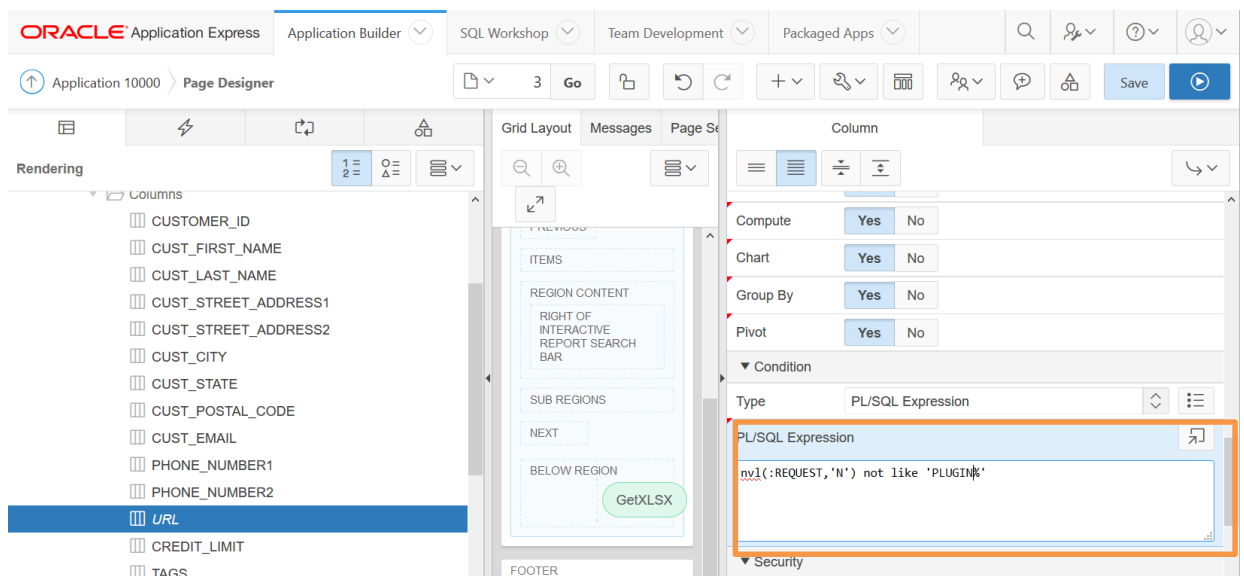 ORACLE Application Express
Application Builder
SQL Workshop
Team Development
Packaged Apps
Application 10000
Page Designer
3
Go
Save
Rendering
Columns
CUSTOMER_ID
CUST_FIRST_NAME
CUST_LAST_NAME
CUST_STREET_ADDRESS1
CUST_STREET_ADDRESS2
CUST_CITY
CUST_STATE
CUST_POSTAL_CODE
CUST_EMAIL
PHONE_NUMBER1
PHONE_NUMBER2
URL
CREDIT_LIMIT
TAGS
Grid Layout
Messages
Page Se
PREVIOUS
ITEMS
REGION CONTENT
RIGHT OF
INTERACTIVE
REPORT SEARCH
BAR
SUB REGIONS
NEXT
BELOW REGION
GetXLSX
FOOTER
Column
Compute Yes No
Chart Yes No
Group By Yes No
Pivot Yes No
Condition
Type PL/SQL Expression
PL/SQL Expression
nvl(:REQUEST,'N') not like 'PLUGIN%'
Security